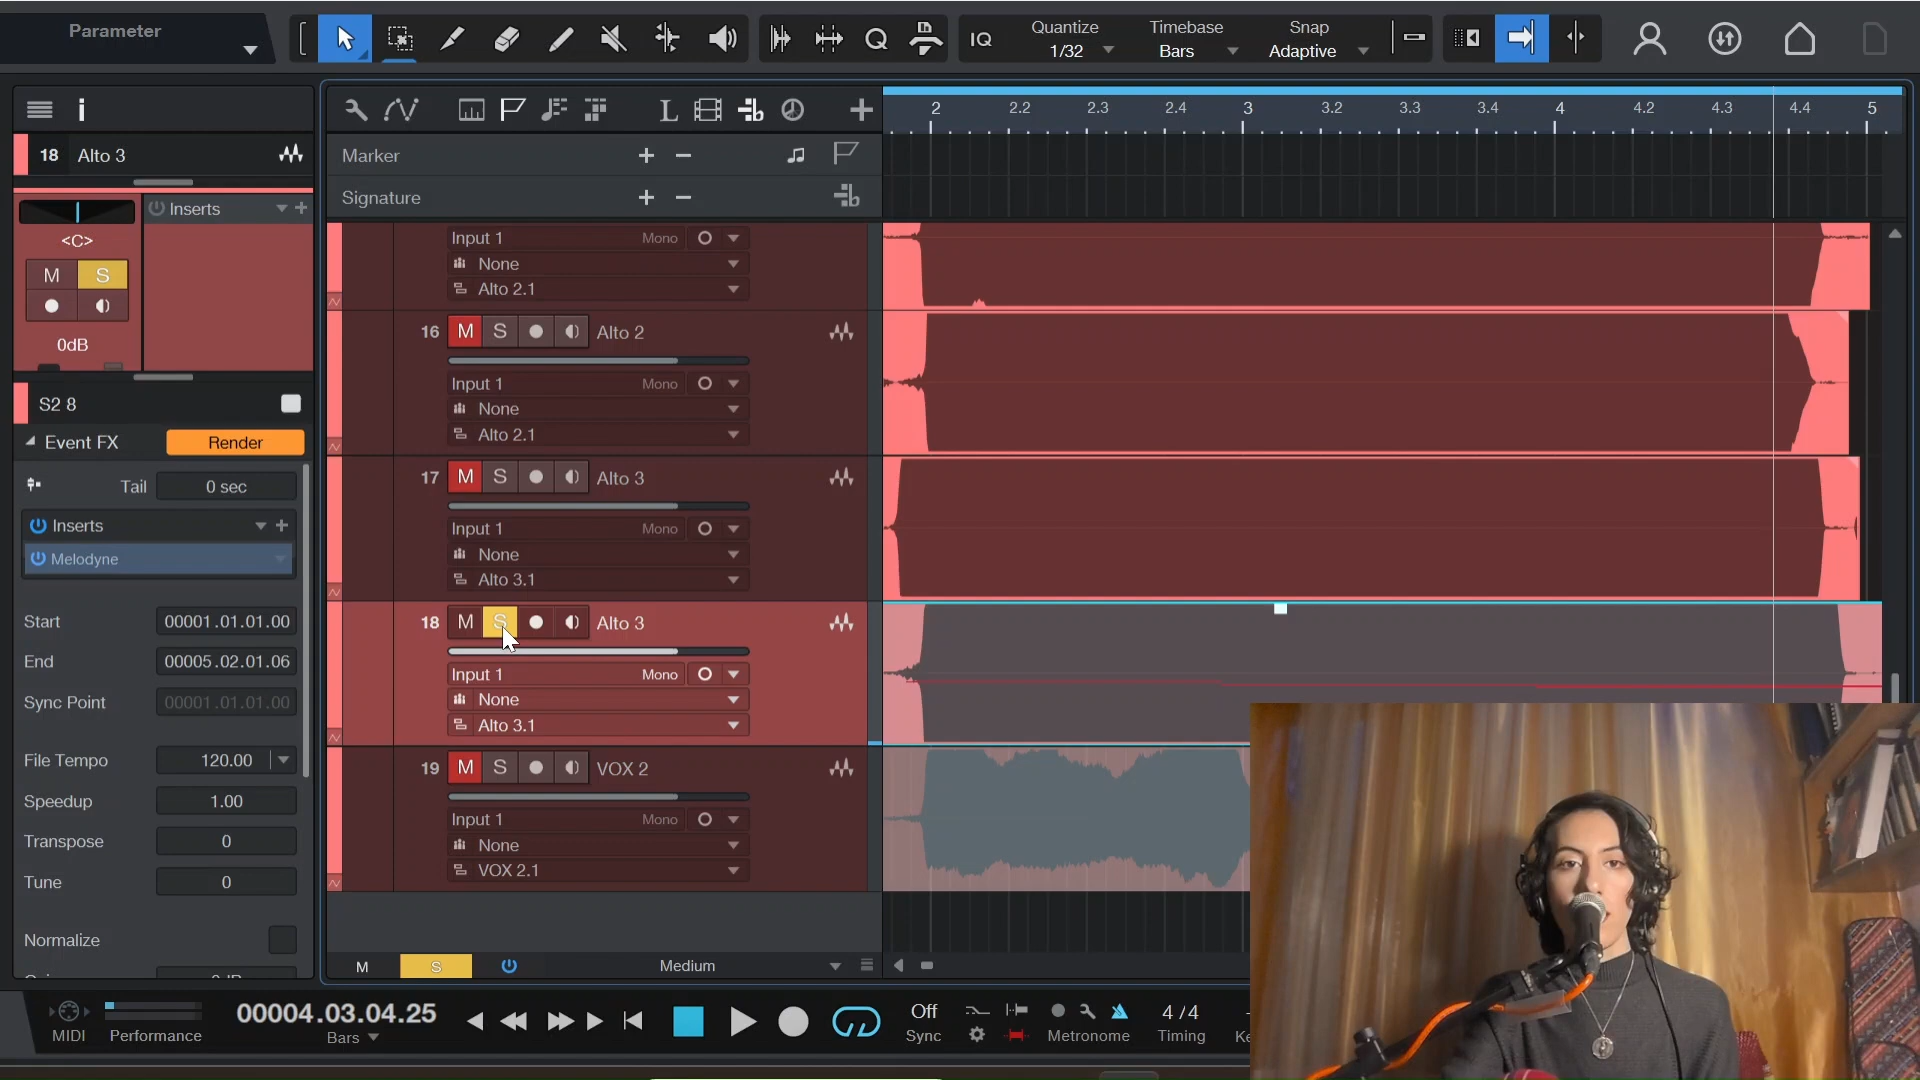 Parameter
IQ
Quantize
1/32
Timebase
Bars
Snap
Adaptive
18 Alto 3
Inserts
<C>
M S
0dB
S2 8
Event FX Render
Tail 0 sec
Inserts
Melodyne
Start 00001.01.01.00
End 00005.02.01.06
Sync Point 00001.01.01.00
File Tempo 120.00
Speedup 1.00
Transpose 0
Tune 0
Normalize
Marker
Signature
2 2.2 2.3 2.4 3 3.2 3.3 3.4 4 4.2 4.3 4.4 5
Input 1 Mono
None
Alto 2.1
16 M S Alto 2
Input 1 Mono
None
Alto 2.1
17 M S Alto 3
Input 1 Mono
None
Alto 3.1
18 M S Alto 3
Input 1 Mono
None
Alto 3.1
19 M S VOX 2
Input 1 Mono
None
VOX 2.1
M S Medium
MIDI
Performance
00004.03.04.25
Bars
Off
Sync
Metronome
4 / 4
Timing